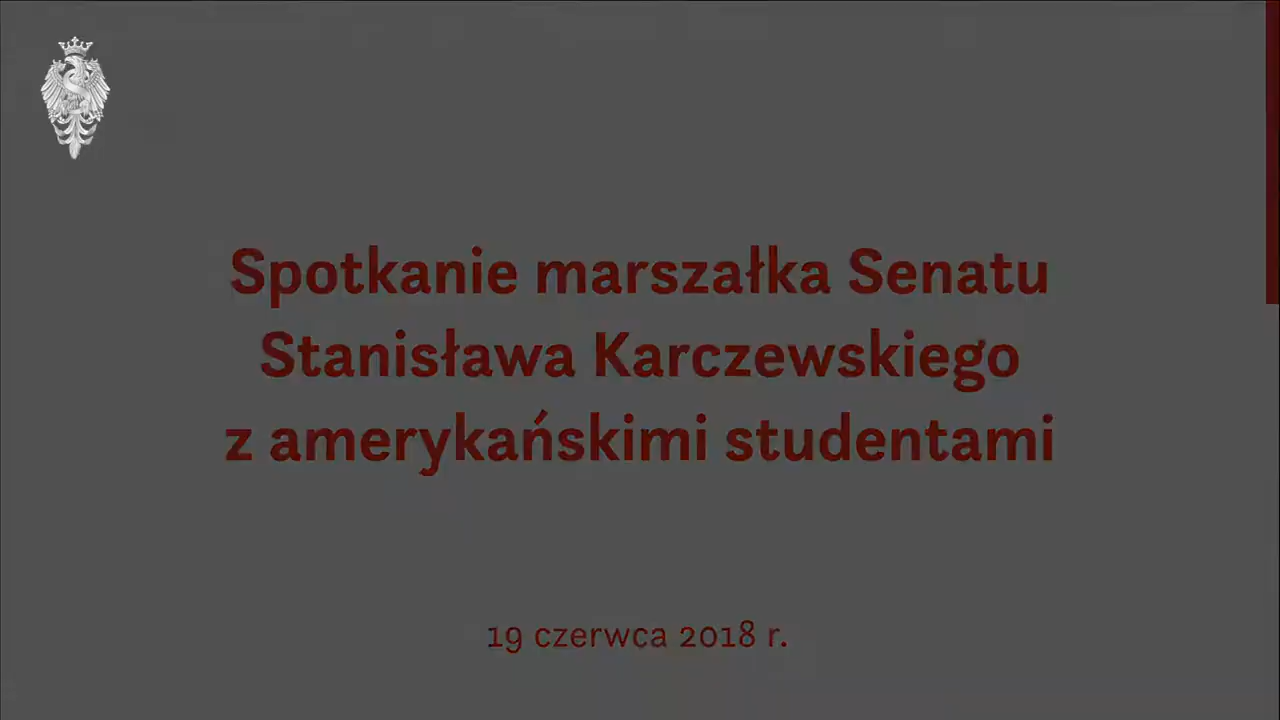 Spotkanie marszałka Senatu
Stanisława Karczewskiego
z amerykańskimi studentami
19 czerwca 2018 r.